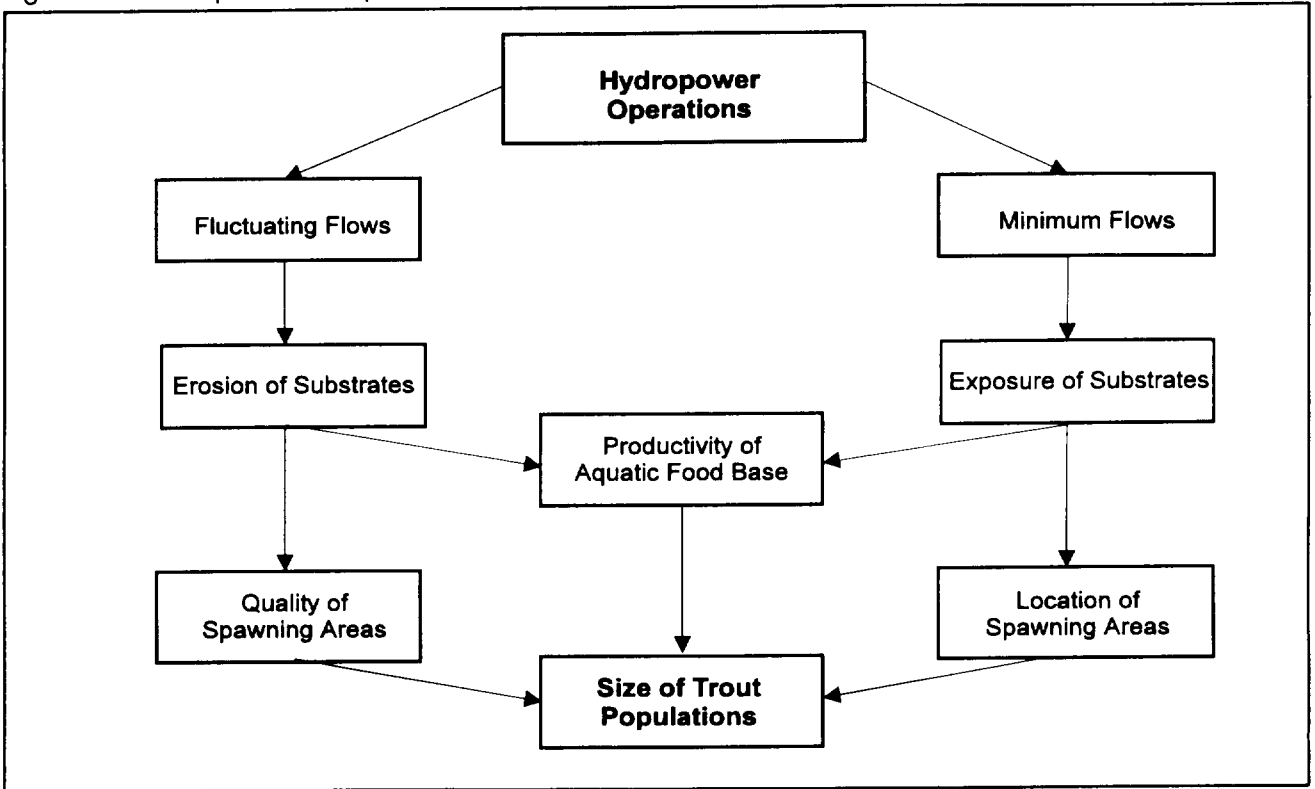 Hydropower
Operations
Fluctuating Flows
Minimum Flows
Erosion of Substrates
Exposure of Substrates
Productivity of
Aquatic Food Base
Quality of
Spawning Areas
Location of
Spawning Areas
Size of Trout
Populations